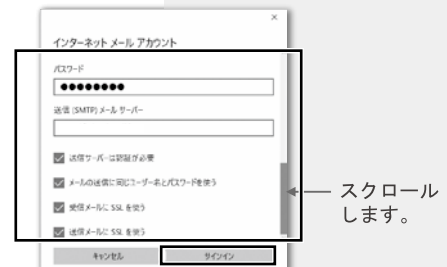 ×
インターネット メール アカウント
パスワード
●●●●●●●●
送信 (SMTP) メール サーバー
送信サーバーは認証が必要
メールの送信に同じユーザー名とパスワードを使う
受信メールに SSL を使う
送信メールに SSL を使う
キャンセル
サインイン
スクロール
します。